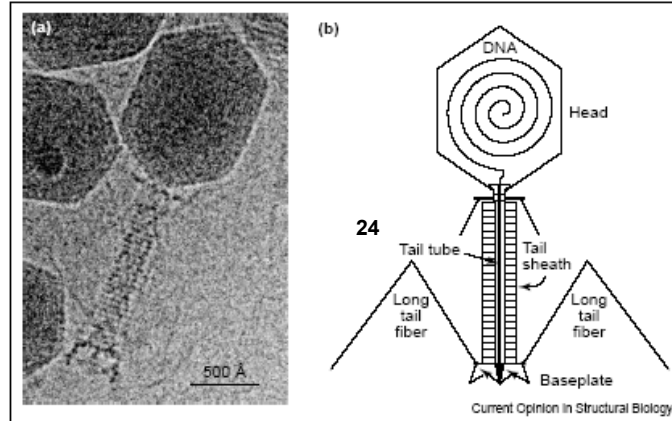 (a)
500 Å
(b)
DNA
Head
24
Tail tube
Tail
sheath
Long
tail
fiber
Long
tail
fiber
Baseplate
Current Opinion in Structural Biology